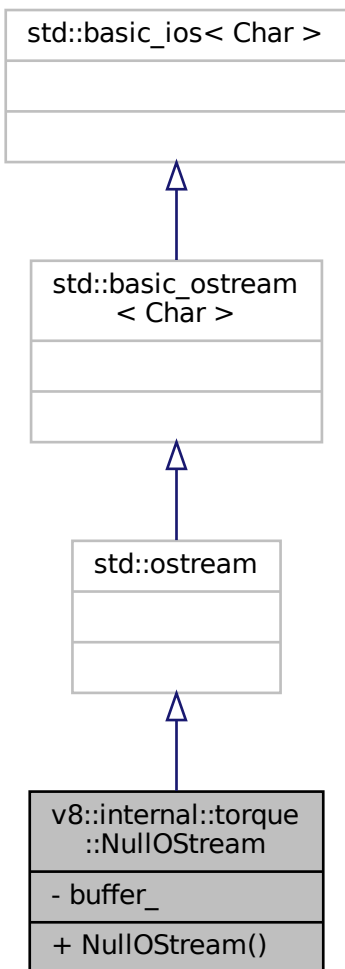 std::basic_ios< Char >
std::basic_ostream
< Char >
std::ostream
v8::internal::torque
::NullOStream
- buffer_
+ NullOStream()